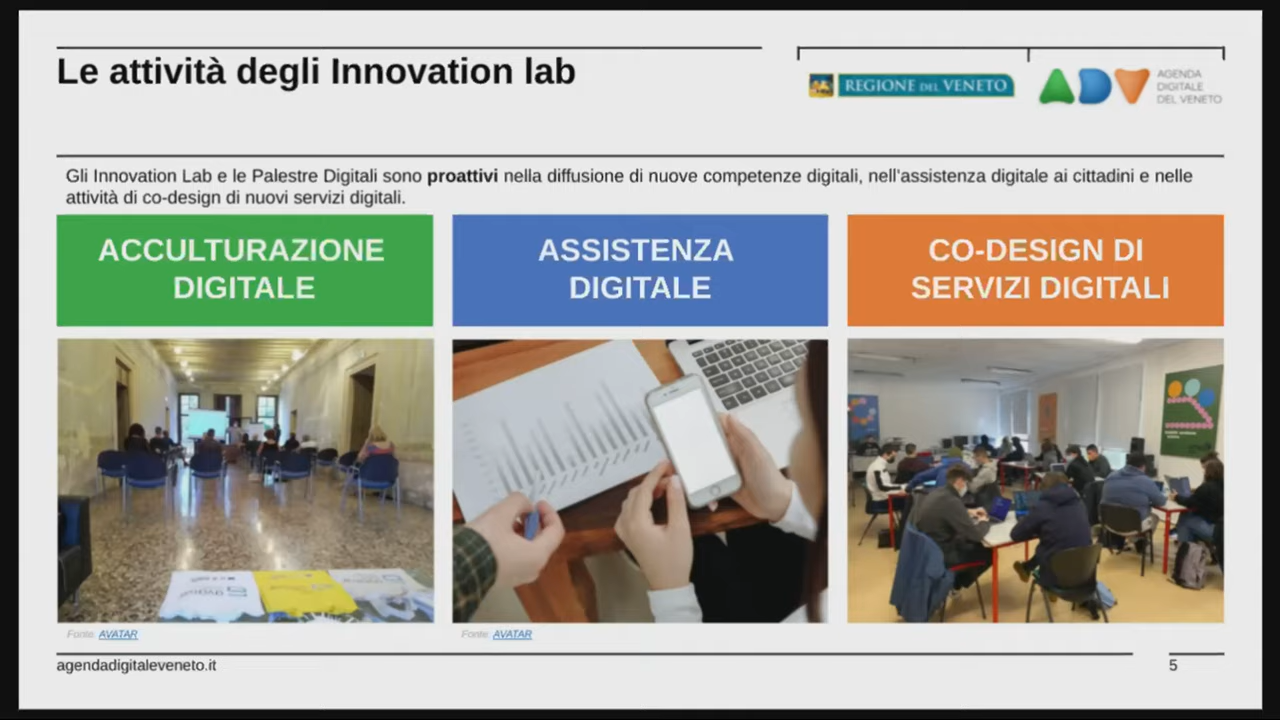 Le attività degli Innovation lab
REGIONE DEL VENETO
ADV
AGENDA
DIGITALE
DEL VENETO
Gli Innovation Lab e le Palestre Digitali sono proattivi nella diffusione di nuove competenze digitali, nell'assistenza digitale ai cittadini e nelle
attività di co-design di nuovi servizi digitali.
ACCULTURAZIONE
DIGITALE
ASSISTENZA
DIGITALE
CO-DESIGN DI
SERVIZI DIGITALI
Fonte: AVATAR
Fonte: AVATAR
agendadigitaleveneto.it
5